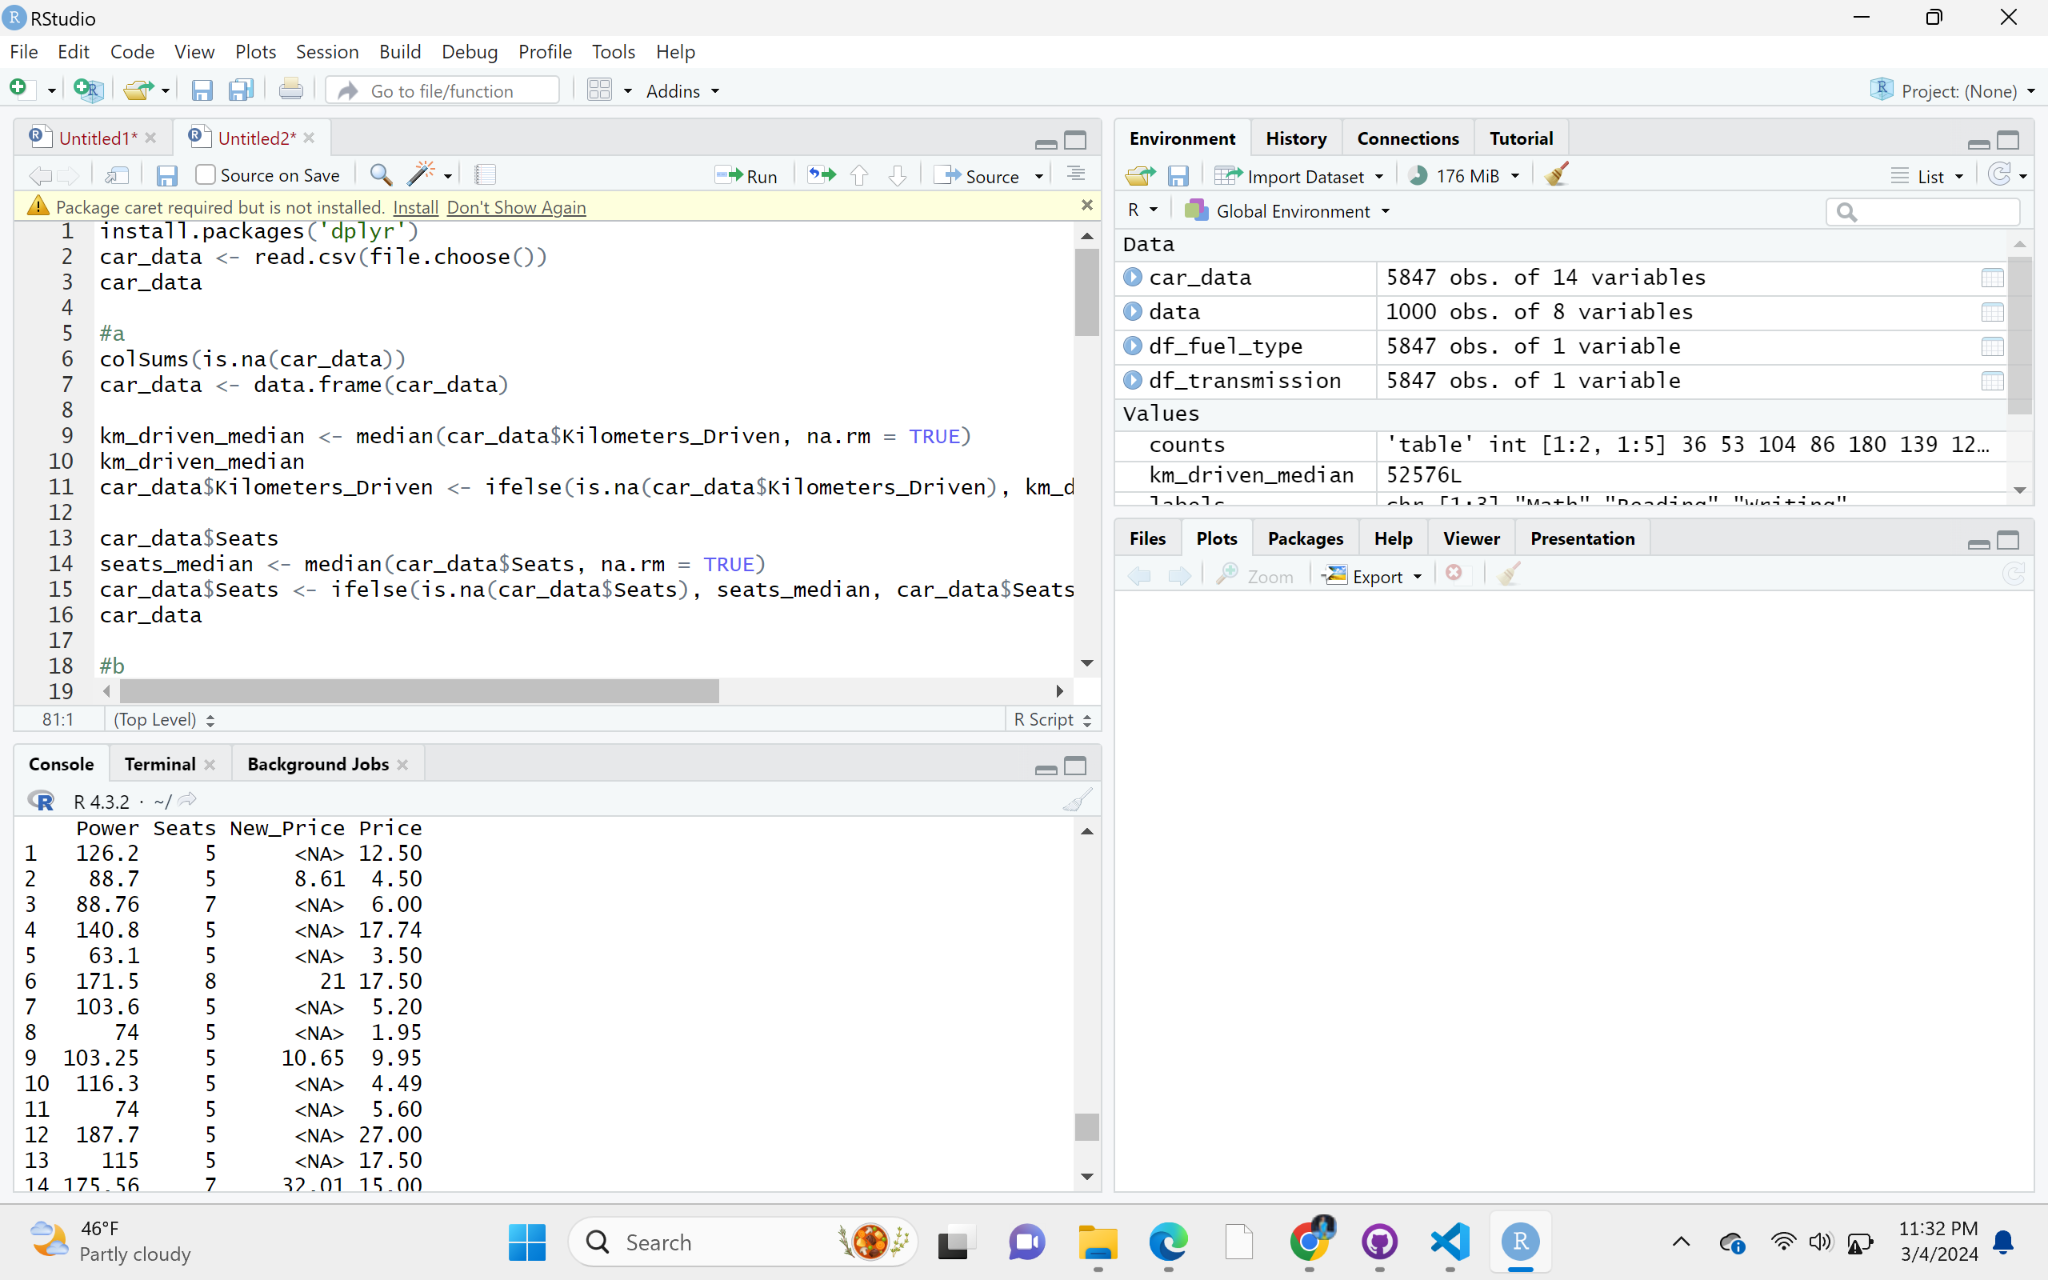 RStudio
File Edit Code View Plots Session Build Debug Profile Tools Help
Go to file/function Addins Project: (None)
Untitled1* Untitled2*
Source on Save Run Source
Package caret required but is not installed. Install Don't Show Again
1 install.packages('dplyr')
2 car_data <- read.csv(file.choose())
3 car_data
4
5 #a
6 colSums(is.na(car_data))
7 car_data <- data.frame(car_data)
8
9 km_driven_median <- median(car_data$Kilometers_Driven, na.rm = TRUE)
10 km_driven_median
11 car_data$Kilometers_Driven <- ifelse(is.na(car_data$Kilometers_Driven), km_d
12
13 car_data$Seats
14 seats_median <- median(car_data$Seats, na.rm = TRUE)
15 car_data$Seats <- ifelse(is.na(car_data$Seats), seats_median, car_data$Seats
16 car_data
17
18 #b
19
81:1 (Top Level) R Script
Console Terminal Background Jobs
R 4.3.2 · ~/
Power Seats New_Price Price
1 126.2 5 <NA> 12.50
2 88.7 5 8.61 4.50
3 88.76 7 <NA> 6.00
4 140.8 5 <NA> 17.74
5 63.1 5 <NA> 3.50
6 171.5 8 21 17.50
7 103.6 5 <NA> 5.20
8 74 5 <NA> 1.95
9 103.25 5 10.65 9.95
10 116.3 5 <NA> 4.49
11 74 5 <NA> 5.60
12 187.7 5 <NA> 27.00
13 115 5 <NA> 17.50
14 175.56 7 32.01 15.00
Environment History Connections Tutorial
Import Dataset 176 MiB List
R Global Environment
Data
car_data 5847 obs. of 14 variables
data 1000 obs. of 8 variables
df_fuel_type 5847 obs. of 1 variable
df_transmission 5847 obs. of 1 variable
Values
counts 'table' int [1:2, 1:5] 36 53 104 86 180 139 12…
km_driven_median 52576L
labels chr [1:3] "Math" "Reading" "Writing"
Files Plots Packages Help Viewer Presentation
Zoom Export
46°F
Partly cloudy
Search
11:32 PM
3/4/2024